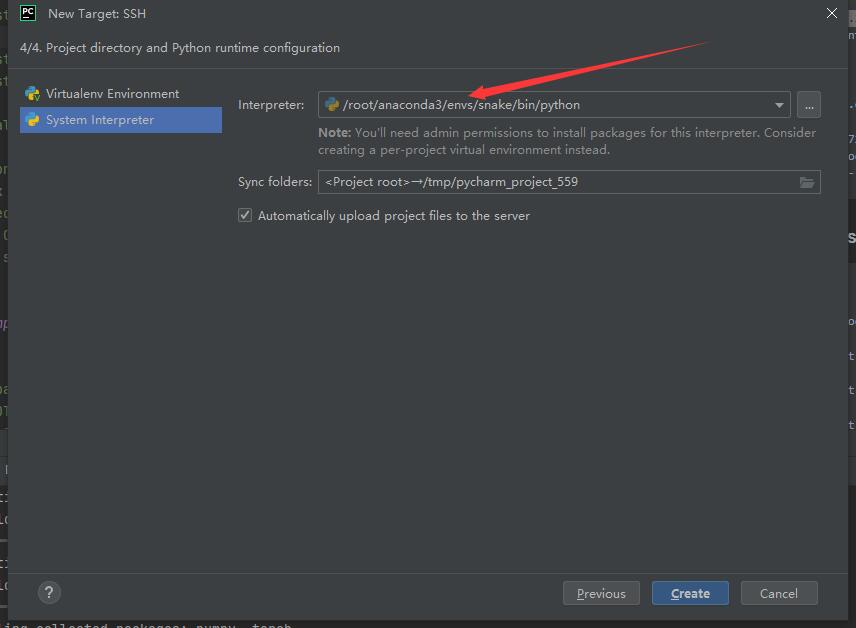 PC New Target: SSH
4/4. Project directory and Python runtime configuration
Virtualenv Environment
System Interpreter
Interpreter: /root/anaconda3/envs/snake/bin/python ...
Note: You'll need admin permissions to install packages for this interpreter. Consider
creating a per-project virtual environment instead.
Sync folders: <Project root>→/tmp/pycharm_project_559
Automatically upload project files to the server
? Previous Create Cancel